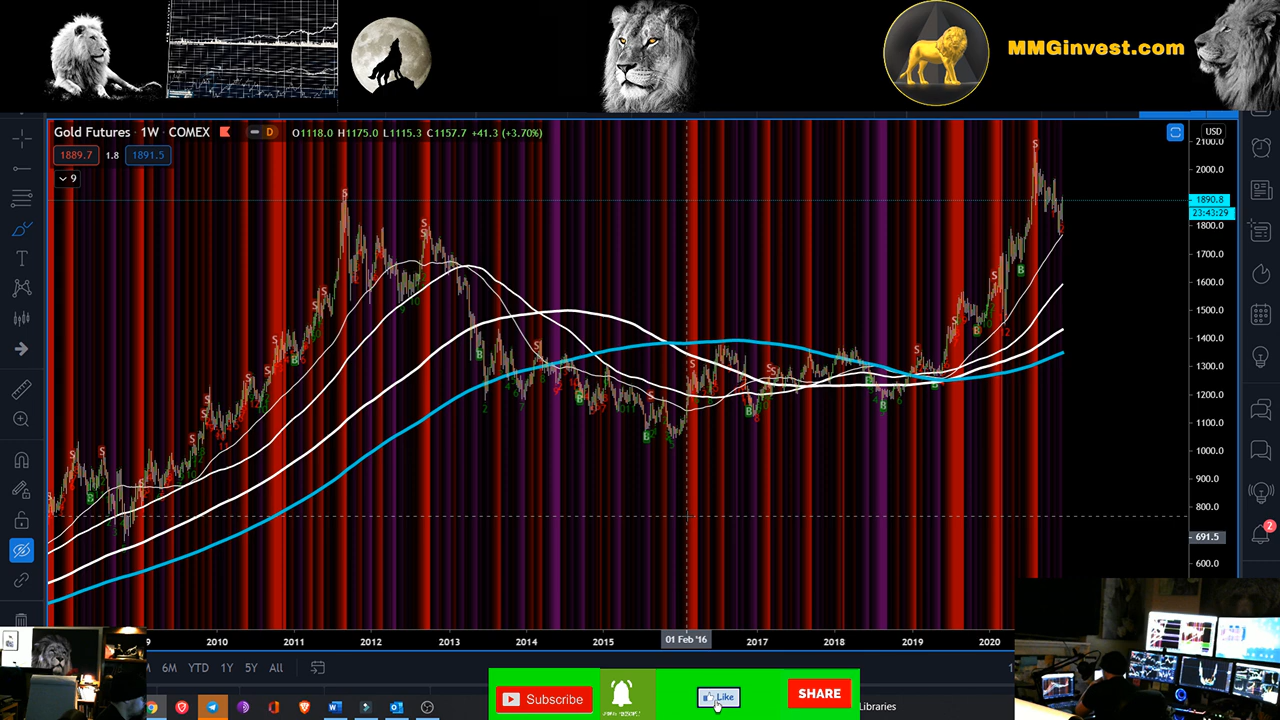 MMGinvest.com
Gold Futures 1W COMEX D O1118.0 H1175.0 L1115.3 C1157.7 +41.3 (+3.70%)
USD
1889.7 1.8 1891.5
9
2100.0
2000.0
1890.8
23:43:29
1800.0
1700.0
1600.0
1500.0
1400.0
1300.0
1200.0
1100.0
1000.0
900.0
800.0
691.5
600.0
2
2010 2011 2012 2013 2014 2015 01 Feb '16 2017 2018 2019 2020
6M YTD 1Y 5Y All
Subscribe Like SHARE
Libraries